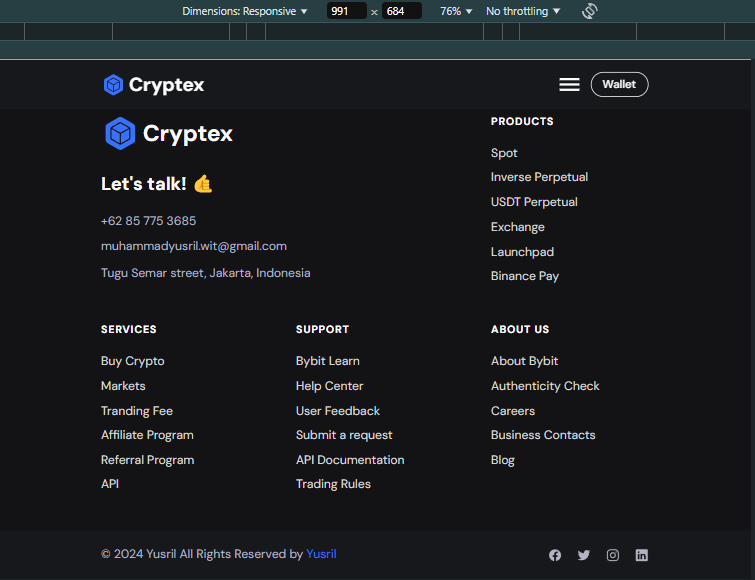 Dimensions: Responsive ▼ 991 × 684 76% ▼ No throttling ▼
Cryptex Wallet
Cryptex
Let's talk! 🤙
+62 85 775 3685
muhammadyusril.wit@gmail.com
Tugu Semar street, Jakarta, Indonesia
PRODUCTS
Spot
Inverse Perpetual
USDT Perpetual
Exchange
Launchpad
Binance Pay
SERVICES
Buy Crypto
Markets
Tranding Fee
Affiliate Program
Referral Program
API
SUPPORT
Bybit Learn
Help Center
User Feedback
Submit a request
API Documentation
Trading Rules
ABOUT US
About Bybit
Authenticity Check
Careers
Business Contacts
Blog
© 2024 Yusril All Rights Reserved by Yusril